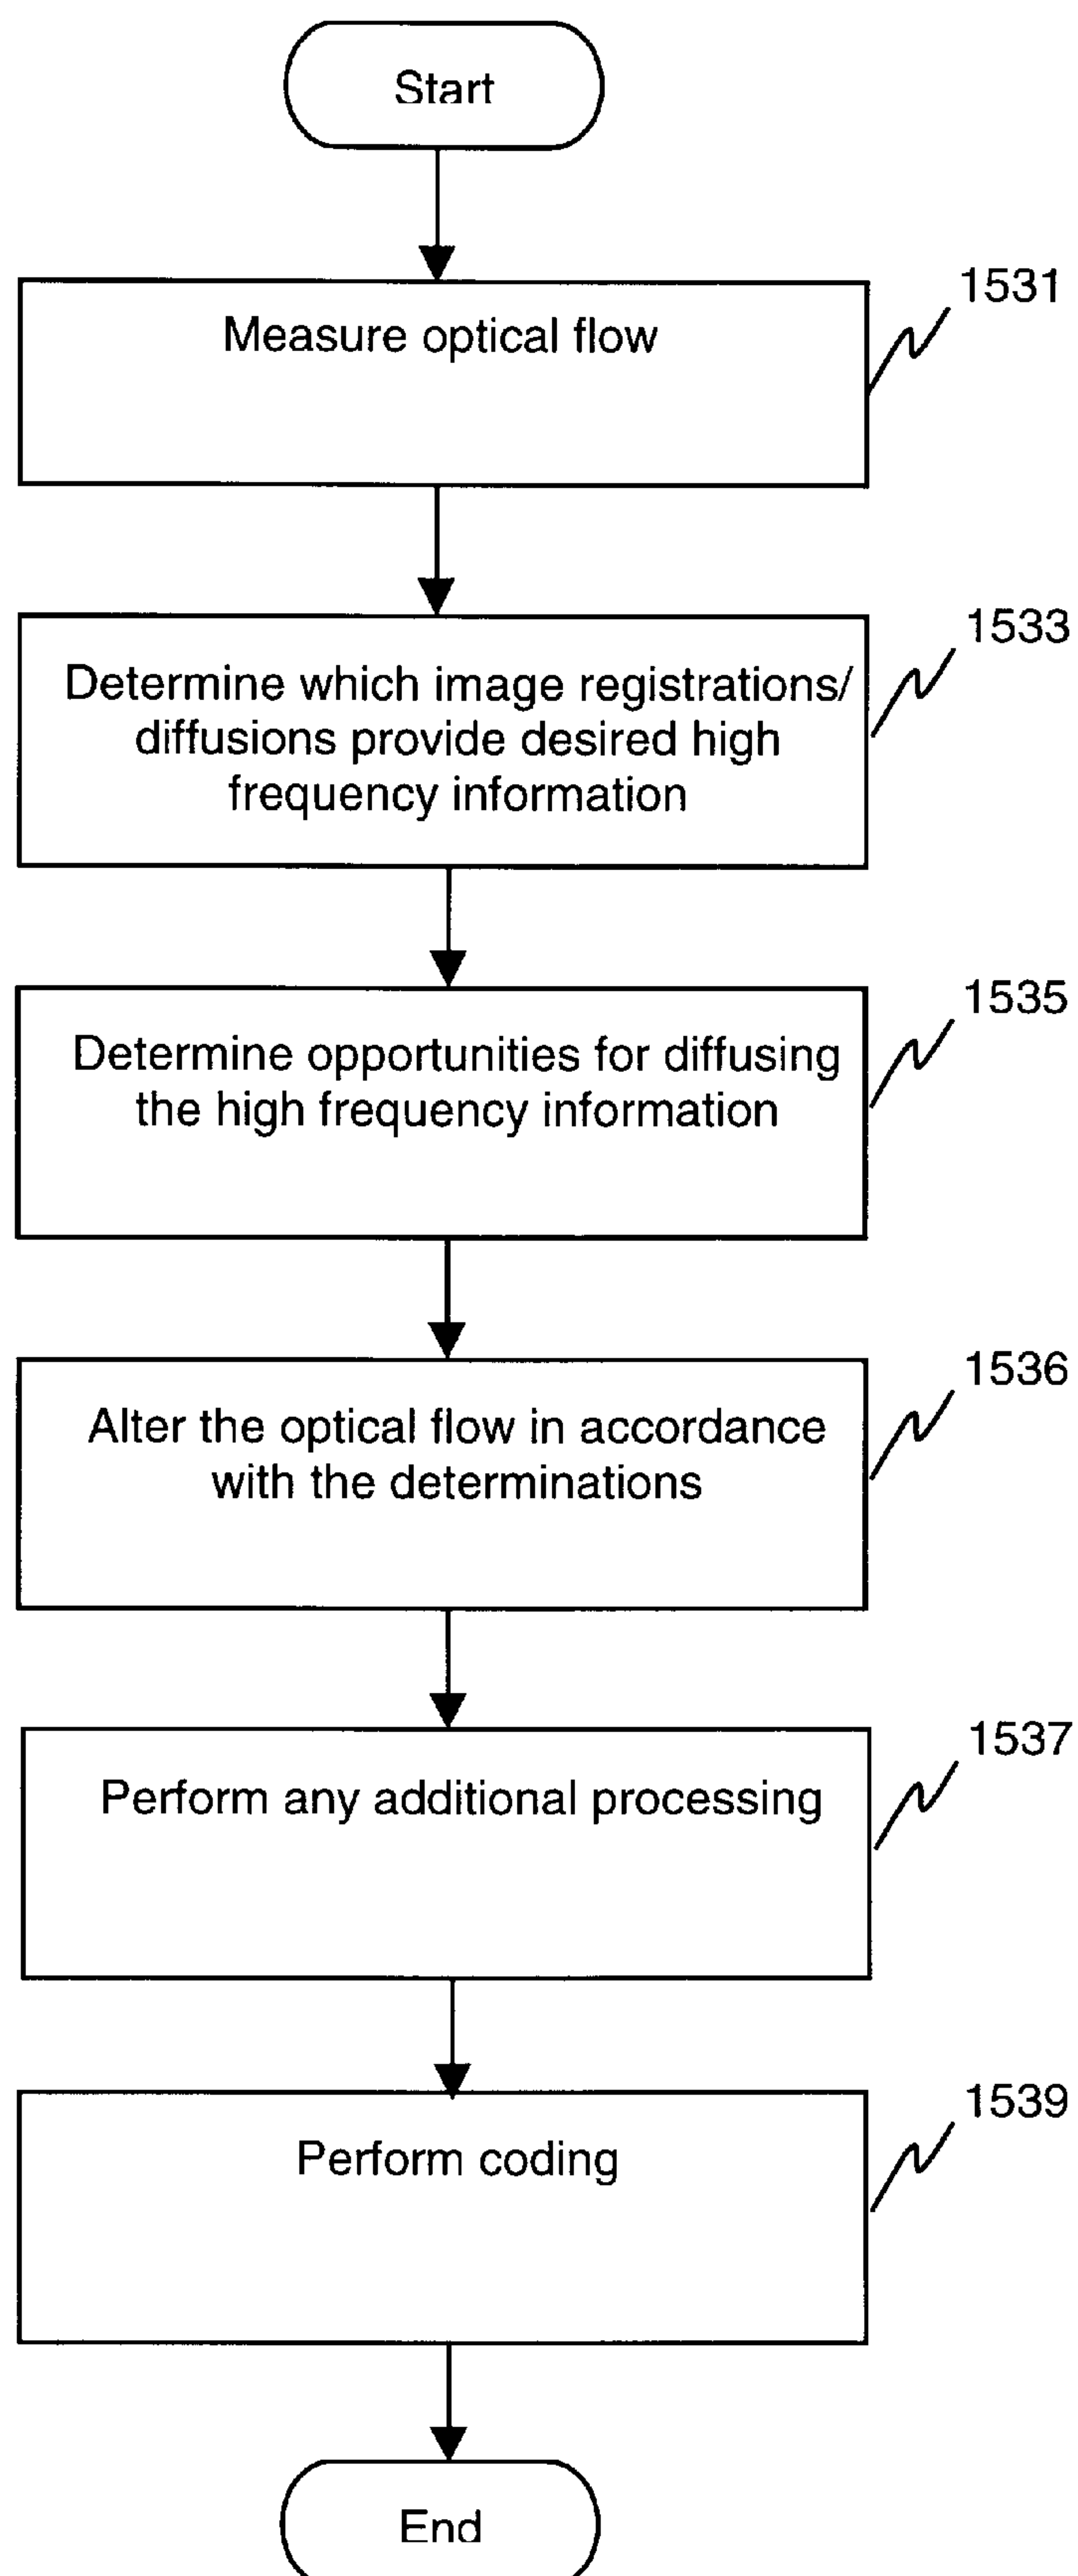 Start
Measure optical flow
1531
Determine which image registrations/
diffusions provide desired high
frequency information
1533
Determine opportunities for diffusing
the high frequency information
1535
Alter the optical flow in accordance
with the determinations
1536
Perform any additional processing
1537
Perform coding
1539
End